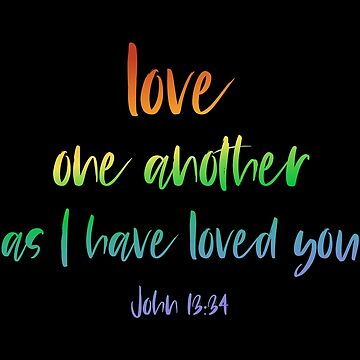 love
one another
as I have loved you
John 13:34